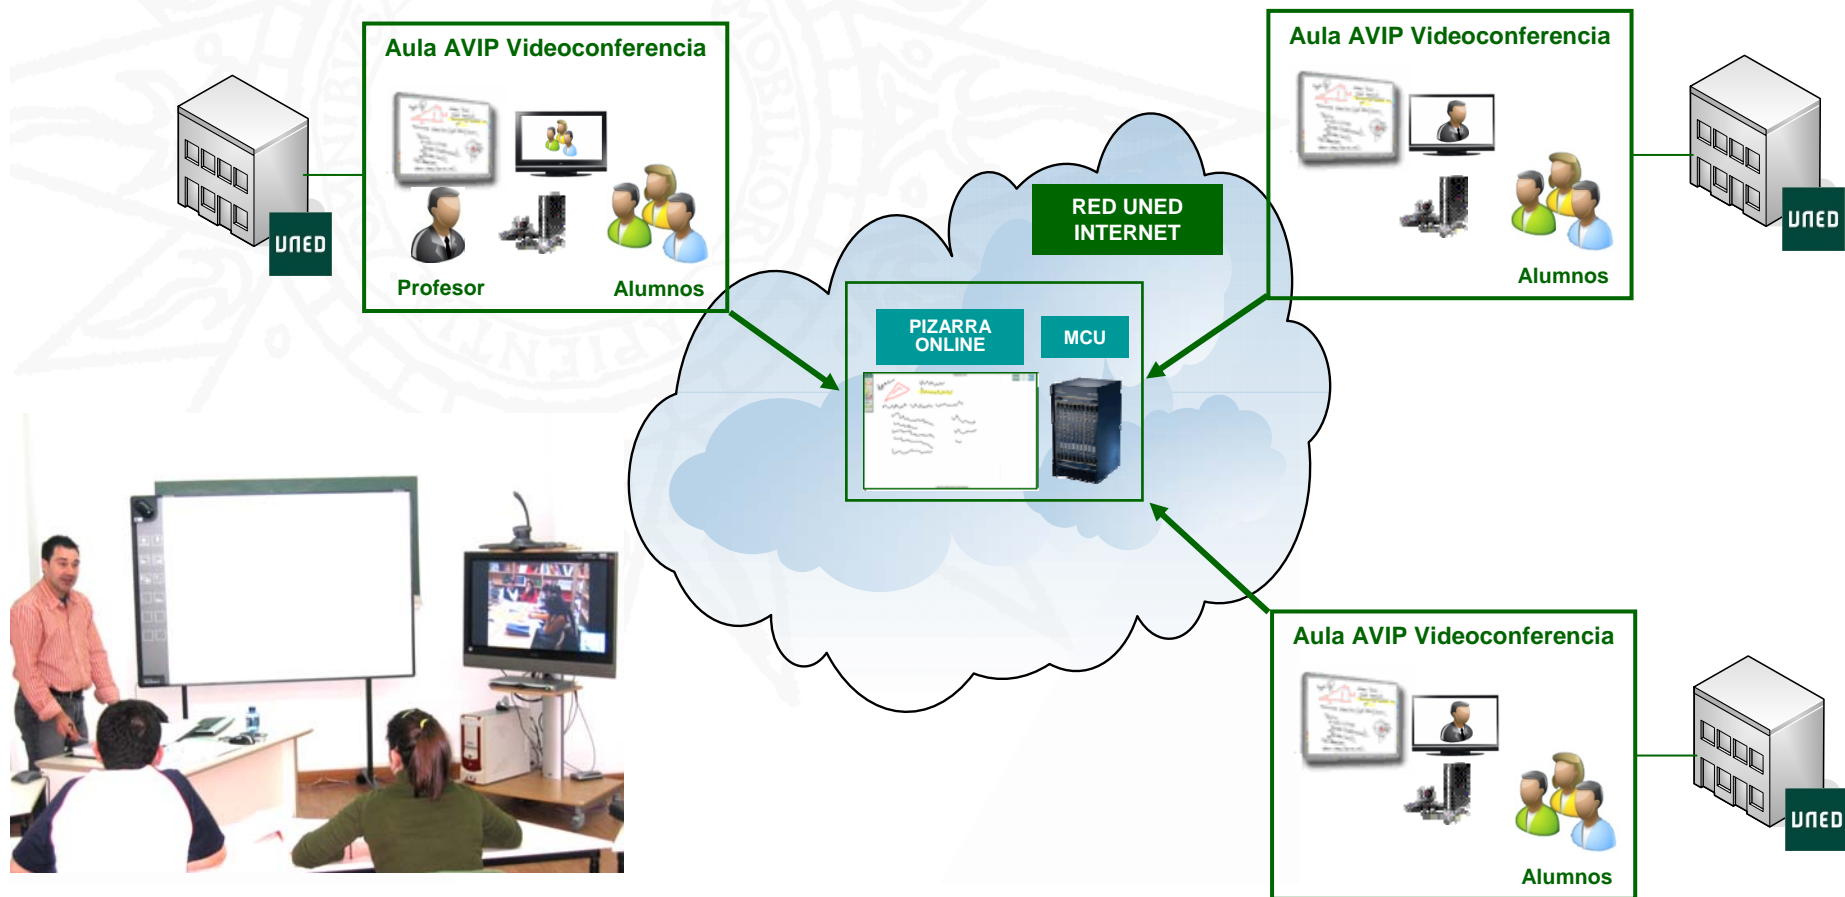 Aula AVIP Videoconferencia
Profesor
Alumnos
UNED
Aula AVIP Videoconferencia
Alumnos
UNED
RED UNED
INTERNET
PIZARRA
ONLINE
MCU
Aula AVIP Videoconferencia
Alumnos
UNED